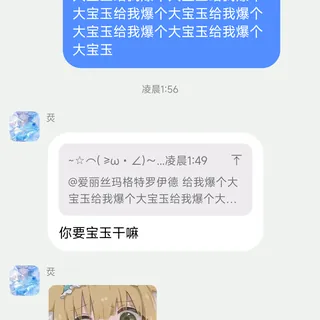 大宝玉给我爆个大宝玉给我爆个
大宝玉给我爆个大宝玉给我爆个
大宝玉
凌晨1:56
烎
~☆⌒( ≥ω・∠)～...凌晨1:49
@爱丽丝玛格特罗伊德 给我爆个大
宝玉给我爆个大宝玉给我爆个大...
你要宝玉干嘛
烎